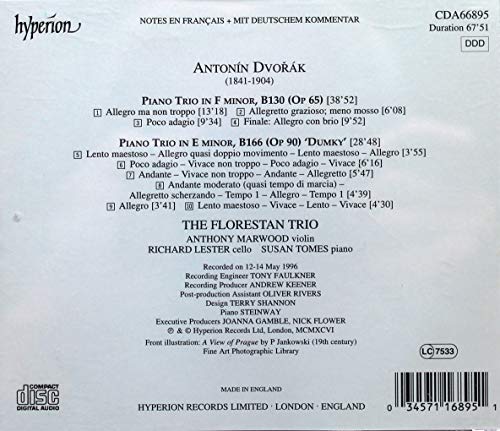 hyperion
NOTES EN FRANÇAIS + MIT DEUTSCHEM KOMMENTAR
CDA66895
Duration 67'51
DDD
ANTONÍN DVOŘÁK
(1841-1904)
PIANO TRIO IN F MINOR, B130 (OP 65) [38'52]
1 Allegro ma non troppo [13'18] 2 Allegretto grazioso; meno mosso [6'08]
3 Poco adagio [9'34] 4 Finale: Allegro con brio [9'52]
PIANO TRIO IN E MINOR, B166 (OP 90) 'DUMKY' [28'48]
5 Lento maestoso – Allegro quasi doppio movimento – Lento maestoso – Allegro [3'55]
6 Poco adagio – Vivace non troppo – Poco adagio – Vivace [6'16]
7 Andante – Vivace non troppo – Andante – Allegretto [5'47]
8 Andante moderato (quasi tempo di marcia) –
Allegretto scherzando – Tempo 1 – Allegro – Tempo 1 [4'39]
9 Allegro [3'41] 10 Lento maestoso – Vivace – Lento – Vivace [4'30]
THE FLORESTAN TRIO
ANTHONY MARWOOD violin
RICHARD LESTER cello SUSAN TOMES piano
Recorded on 12-14 May 1996
Recording Engineer TONY FAULKNER
Recording Producer ANDREW KEENER
Post-production Assistant OLIVER RIVERS
Design TERRY SHANNON
Piano STEINWAY
Executive Producers JOANNA GAMBLE, NICK FLOWER
℗ & © Hyperion Records Ltd, London, MCMXCVI
Front illustration: A View of Prague by P Jankowski (19th century)
Fine Art Photographic Library
LC 7533
COMPACT
disc
DIGITAL AUDIO
MADE IN ENGLAND
HYPERION RECORDS LIMITED · LONDON · ENGLAND
0 34571 16895 1